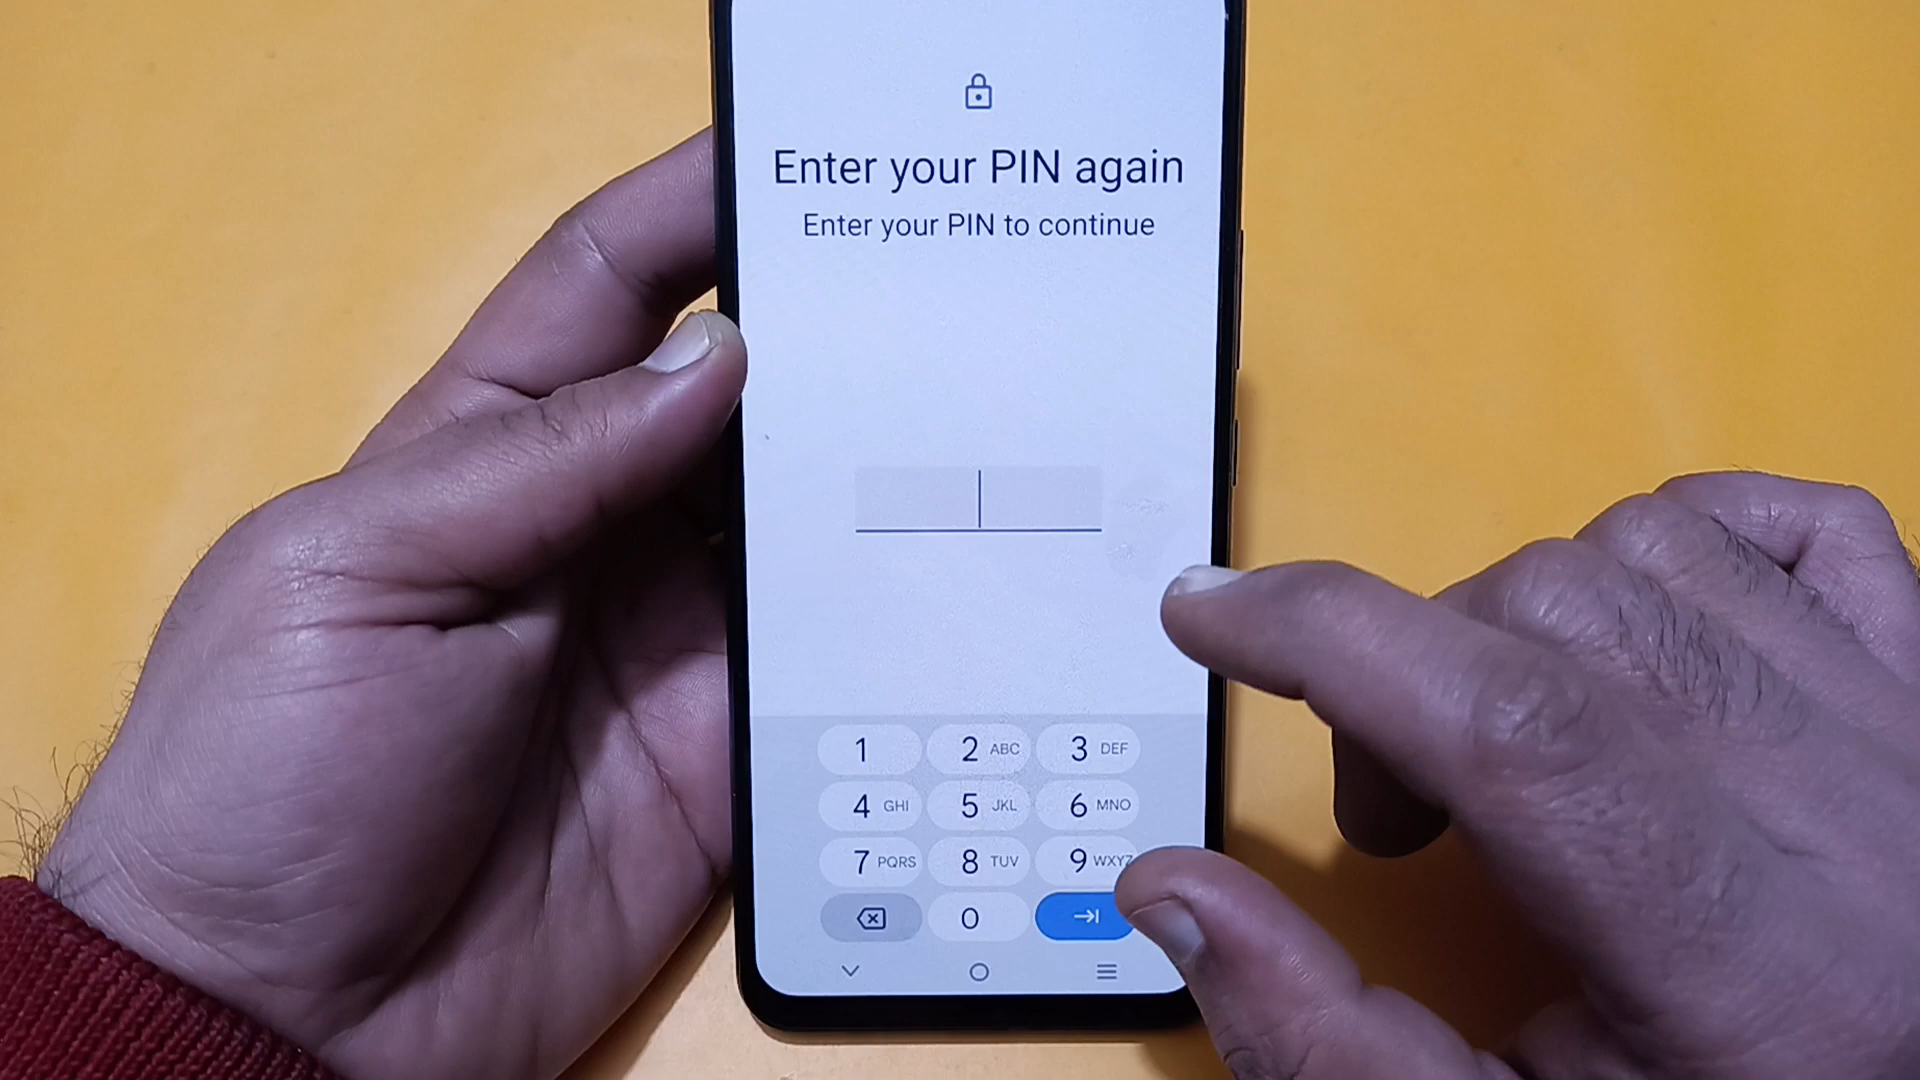 Enter your PIN again
Enter your PIN to continue
1 2 ABC 3 DEF
4 GHI 5 JKL 6 MNO
7 PQRS 8 TUV 9 WXYZ
0